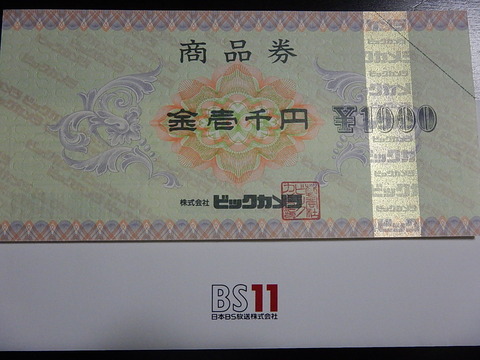 商品券
金壱千円 ¥1000
株式会社 ビックカメラ
BS11
日本BS放送株式会社